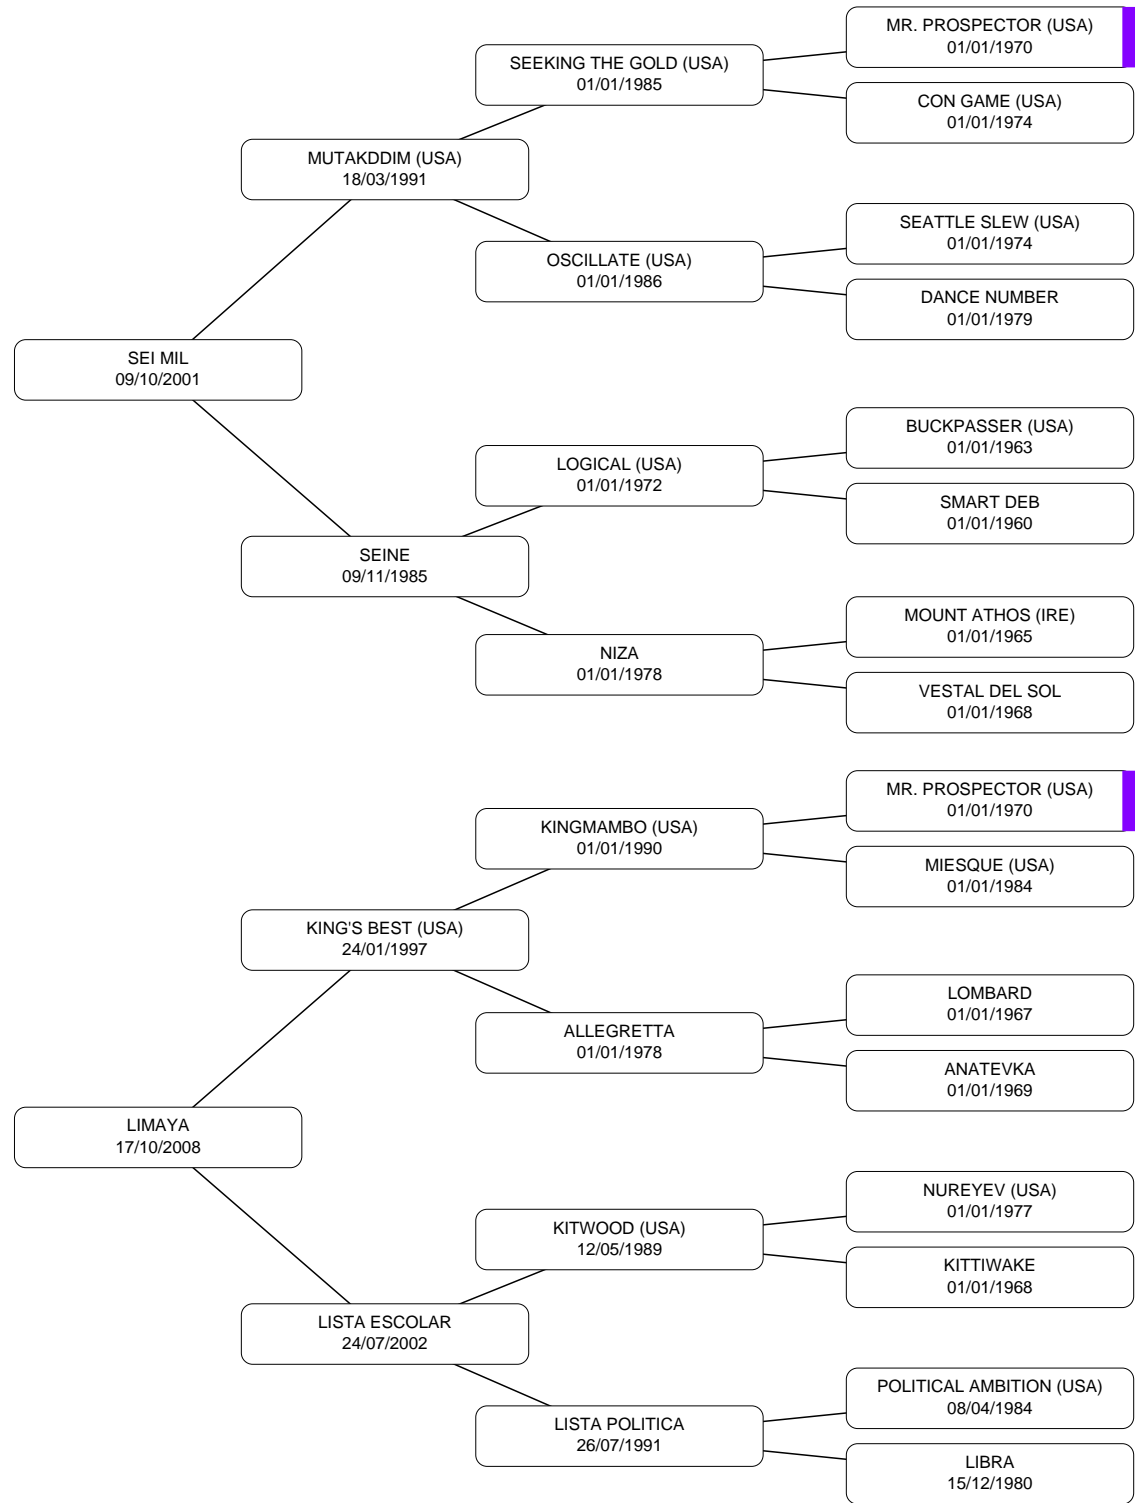 MR. PROSPECTOR (USA)
01/01/1970
SEEKING THE GOLD (USA)
01/01/1985
CON GAME (USA)
01/01/1974
MUTAKDDIM (USA)
18/03/1991
SEATTLE SLEW (USA)
01/01/1974
OSCILLATE (USA)
01/01/1986
DANCE NUMBER
01/01/1979
SEI MIL
09/10/2001
BUCKPASSER (USA)
01/01/1963
LOGICAL (USA)
01/01/1972
SMART DEB
01/01/1960
SEINE
09/11/1985
MOUNT ATHOS (IRE)
01/01/1965
NIZA
01/01/1978
VESTAL DEL SOL
01/01/1968
MR. PROSPECTOR (USA)
01/01/1970
KINGMAMBO (USA)
01/01/1990
MIESQUE (USA)
01/01/1984
KING'S BEST (USA)
24/01/1997
LOMBARD
01/01/1967
ALLEGRETTA
01/01/1978
ANATEVKA
01/01/1969
LIMAYA
17/10/2008
NUREYEV (USA)
01/01/1977
KITWOOD (USA)
12/05/1989
KITTIWAKE
01/01/1968
LISTA ESCOLAR
24/07/2002
POLITICAL AMBITION (USA)
08/04/1984
LISTA POLITICA
26/07/1991
LIBRA
15/12/1980